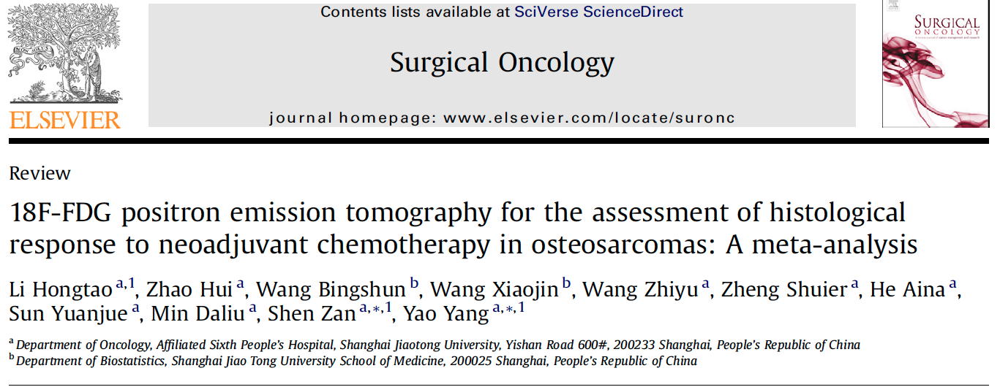 Contents lists available at SciVerse ScienceDirect
Surgical Oncology
journal homepage: www.elsevier.com/locate/suronc
NON SOLUS
ELSEVIER
SURGICAL
ONCOLOGY
Review
18F-FDG positron emission tomography for the assessment of histological
response to neoadjuvant chemotherapy in osteosarcomas: A meta-analysis
Li Hongtao a,1, Zhao Hui a, Wang Bingshun b, Wang Xiaojin b, Wang Zhiyu a, Zheng Shuier a, He Aina a,
Sun Yuanjue a, Min Daliu a, Shen Zan a,*,1, Yao Yang a,*,1
a Department of Oncology, Affiliated Sixth People's Hospital, Shanghai Jiaotong University, Yishan Road 600#, 200233 Shanghai, People's Republic of China
b Department of Biostatistics, Shanghai Jiao Tong University School of Medicine, 200025 Shanghai, People's Republic of China